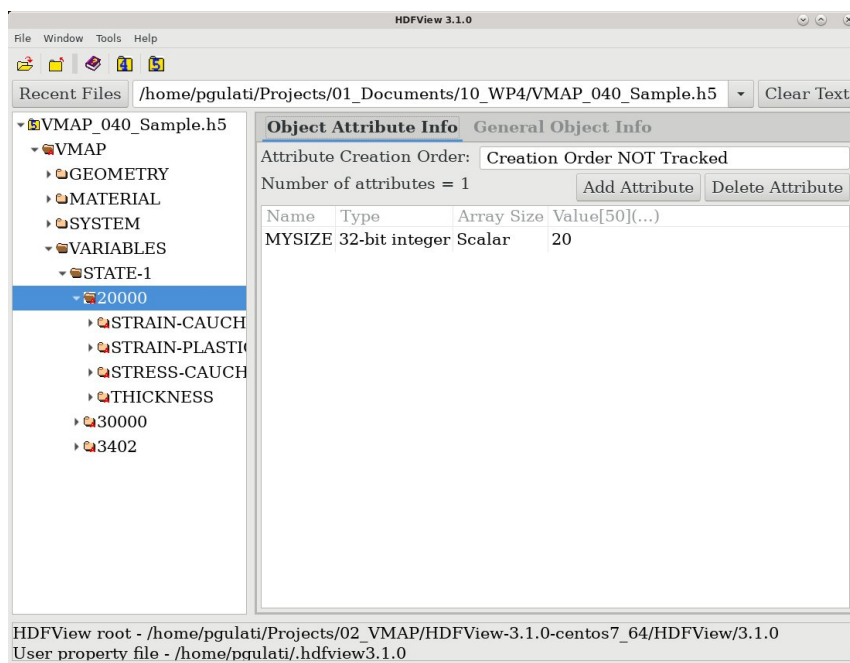 HDFView 3.1.0
File Window Tools Help
Recent Files /home/pgulati/Projects/01_Documents/10_WP4/VMAP_040_Sample.h5 Clear Text
VMAP_040_Sample.h5
VMAP
GEOMETRY
MATERIAL
SYSTEM
VARIABLES
STATE-1
20000
STRAIN-CAUCH
STRAIN-PLASTI
STRESS-CAUCH
THICKNESS
30000
3402
Object Attribute Info General Object Info
Attribute Creation Order: Creation Order NOT Tracked
Number of attributes = 1 Add Attribute Delete Attribute
Name Type Array Size Value[50](...)
MYSIZE 32-bit integer Scalar 20
HDFView root - /home/pgulati/Projects/02_VMAP/HDFView-3.1.0-centos7_64/HDFView/3.1.0
User property file - /home/pgulati/.hdfview3.1.0